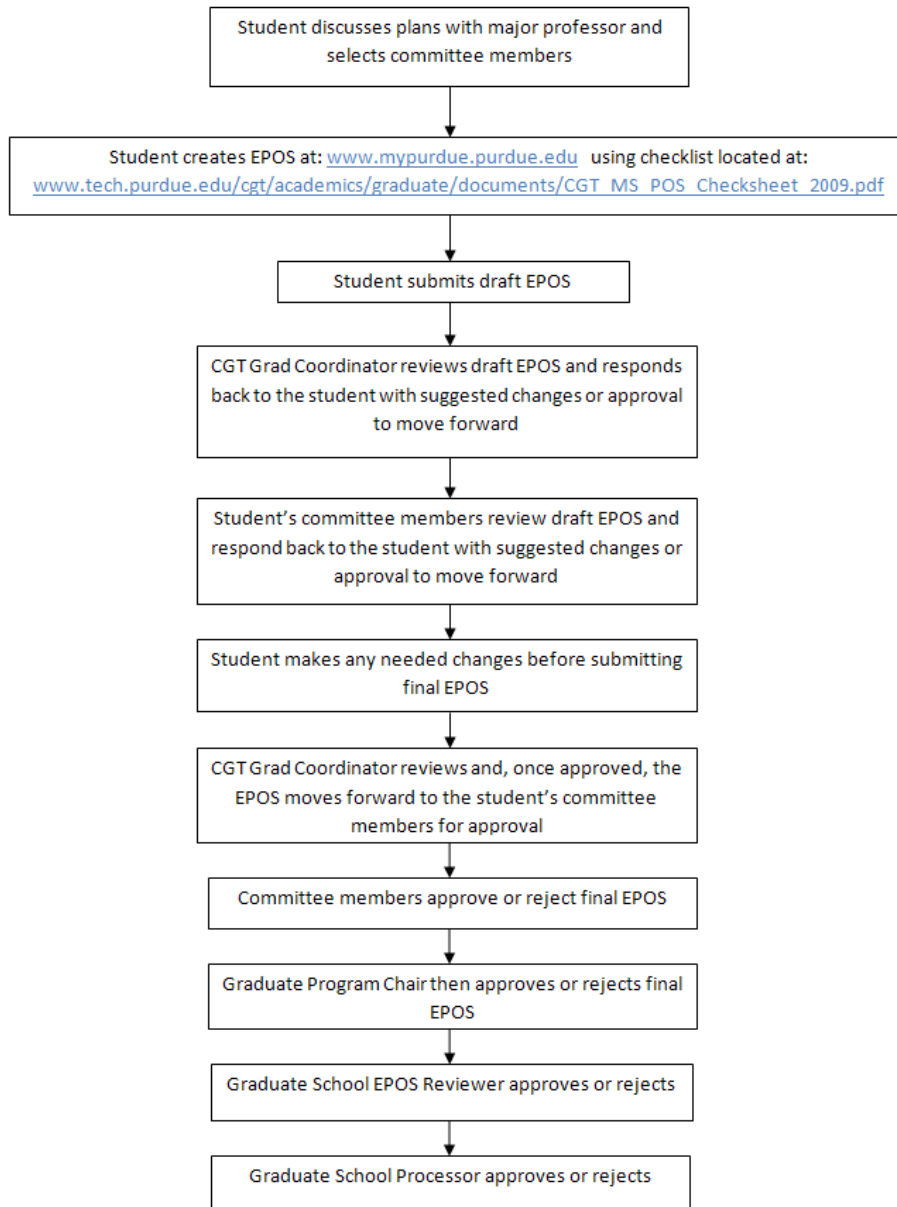 Student discusses plans with major professor and
selects committee members
Student creates EPOS at: www.mypurdue.purdue.edu using checklist located at:
www.tech.purdue.edu/cgt/academics/graduate/documents/CGT_MS_POS_Checksheet_2009.pdf
Student submits draft EPOS
CGT Grad Coordinator reviews draft EPOS and responds
back to the student with suggested changes or approval
to move forward
Student’s committee members review draft EPOS and
respond back to the student with suggested changes or
approval to move forward
Student makes any needed changes before submitting
final EPOS
CGT Grad Coordinator reviews and, once approved, the
EPOS moves forward to the student’s committee
members for approval
Committee members approve or reject final EPOS
Graduate Program Chair then approves or rejects final
EPOS
Graduate School EPOS Reviewer approves or rejects
Graduate School Processor approves or rejects